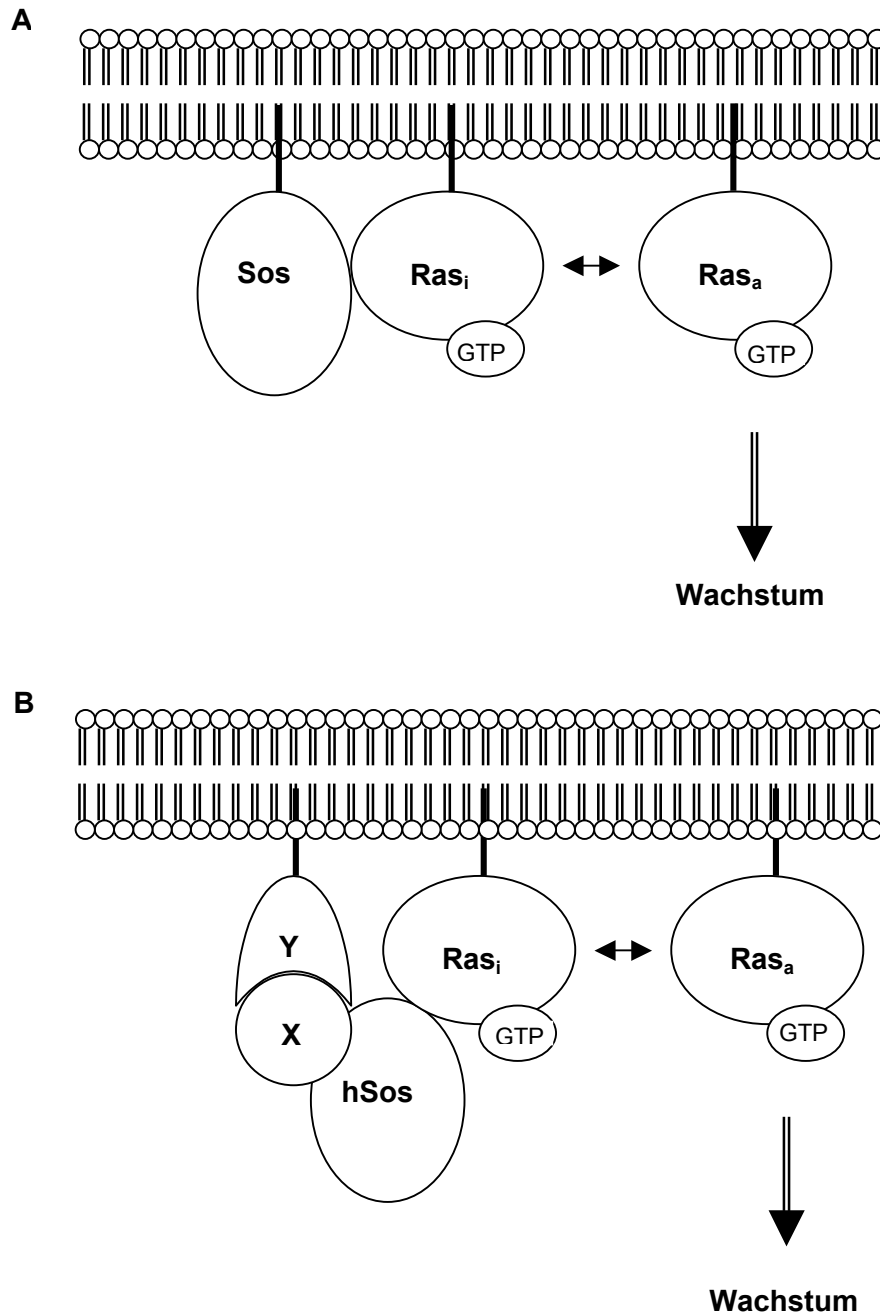 A
Sos
Rasᵢ
Rasₐ
GTP
GTP
Wachstum
B
Y
Rasᵢ
Rasₐ
X
GTP
GTP
hSos
Wachstum